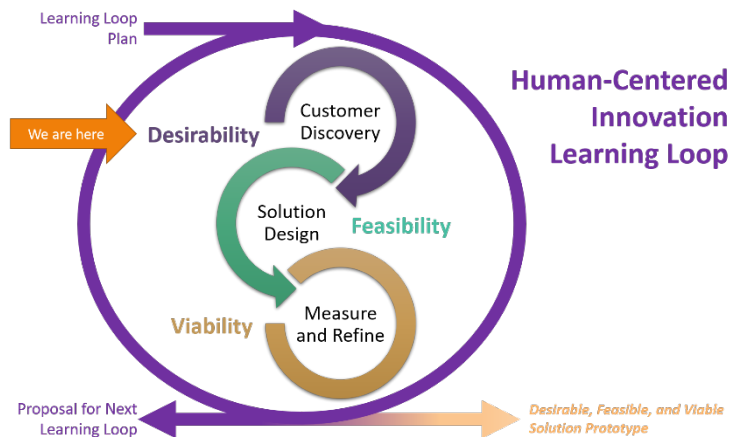 Learning Loop
Plan
Human-Centered
Innovation
Learning Loop
We are here
Desirability
Customer
Discovery
Solution
Design
Feasibility
Viability
Measure
and Refine
Proposal for Next
Learning Loop
Desirable, Feasible, and Viable
Solution Prototype